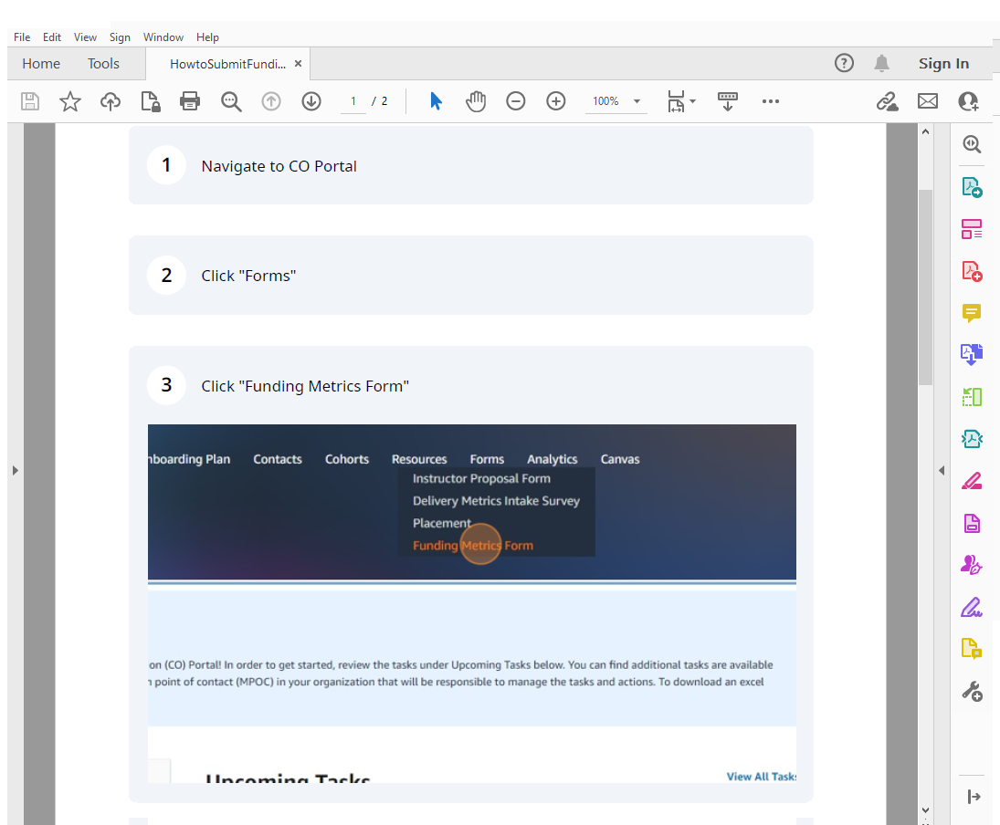 File Edit View Sign Window Help
Home Tools HowtoSubmitFundi... × Sign In
1 / 2 100%
1 Navigate to CO Portal
2 Click "Forms"
3 Click "Funding Metrics Form"
nboarding Plan Contacts Cohorts Resources Forms Analytics Canvas
Instructor Proposal Form
Delivery Metrics Intake Survey
Placement
Funding Metrics Form
on (CO) Portal! In order to get started, review the tasks under Upcoming Tasks below. You can find additional tasks are available
point of contact (MPOC) in your organization that will be responsible to manage the tasks and actions. To download an excel
Upcoming Tasks
View All Tasks